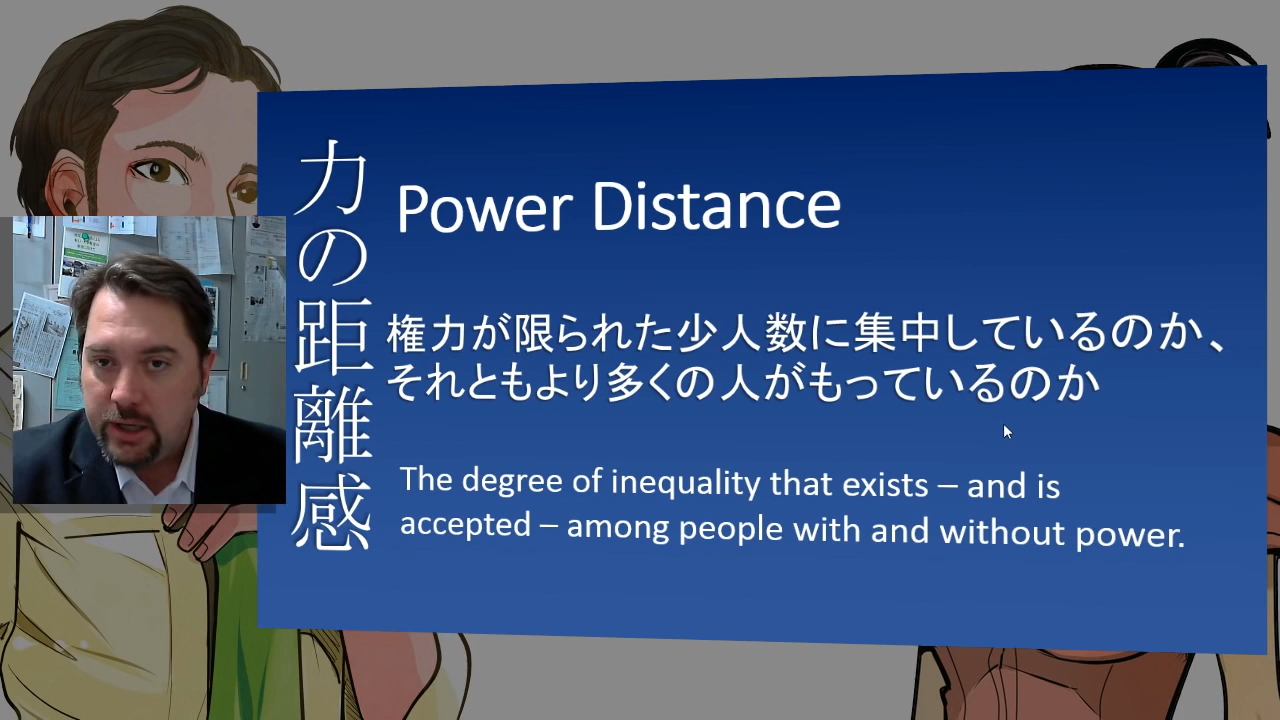 力の距離感
Power Distance
権力が限られた少人数に集中しているのか、
それともより多くの人がもっているのか
The degree of inequality that exists – and is
accepted – among people with and without power.